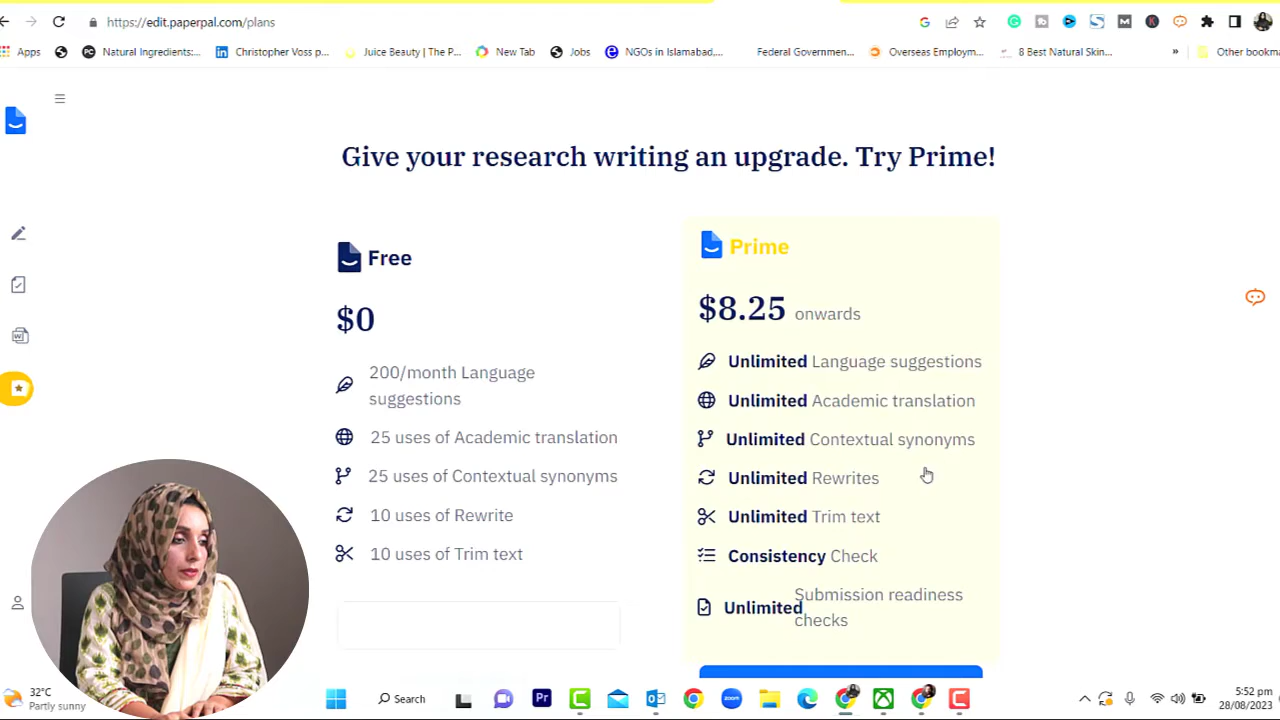 https://edit.paperpal.com/plans
Apps
Natural Ingredients:...
Christopher Voss p...
Juice Beauty | The P...
New Tab
Jobs
NGOs in Islamabad,...
Federal Governmen...
Overseas Employm...
8 Best Natural Skin...
»
Other bookma
Give your research writing an upgrade. Try Prime!
Free
$0
200/month Language
suggestions
25 uses of Academic translation
25 uses of Contextual synonyms
10 uses of Rewrite
10 uses of Trim text
Prime
$8.25 onwards
Unlimited Language suggestions
Unlimited Academic translation
Unlimited Contextual synonyms
Unlimited Rewrites
Unlimited Trim text
Consistency Check
Unlimited Submission readiness
checks
32°C
Partly sunny
Search
Pr
zoom
5:52 pm
28/08/2023